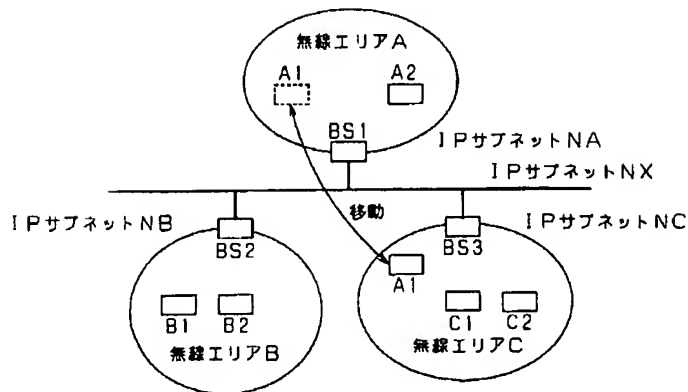 無線エリアA
A1
A2
BS1
IPサブネットNA
IPサブネットNX
IPサブネットNB
移動
IPサブネットNC
BS2
BS3
A1
B1
B2
C1
C2
無線エリアB
無線エリアC